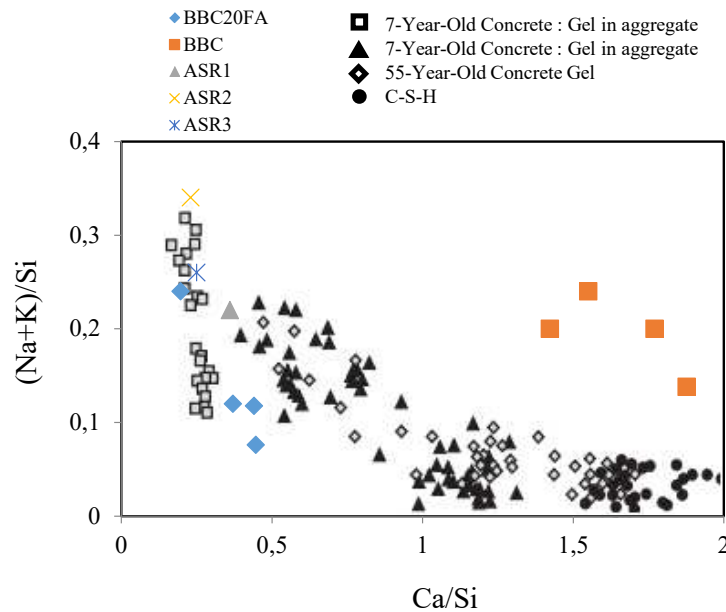 BBC20FA
BBC
ASR1
ASR2
ASR3
7-Year-Old Concrete : Gel in aggregate
7-Year-Old Concrete : Gel in aggregate
55-Year-Old Concrete Gel
C-S-H
0,4
0,3
0,2
0,1
0
(Na+K)/Si
0
0,5
1
1,5
2
Ca/Si